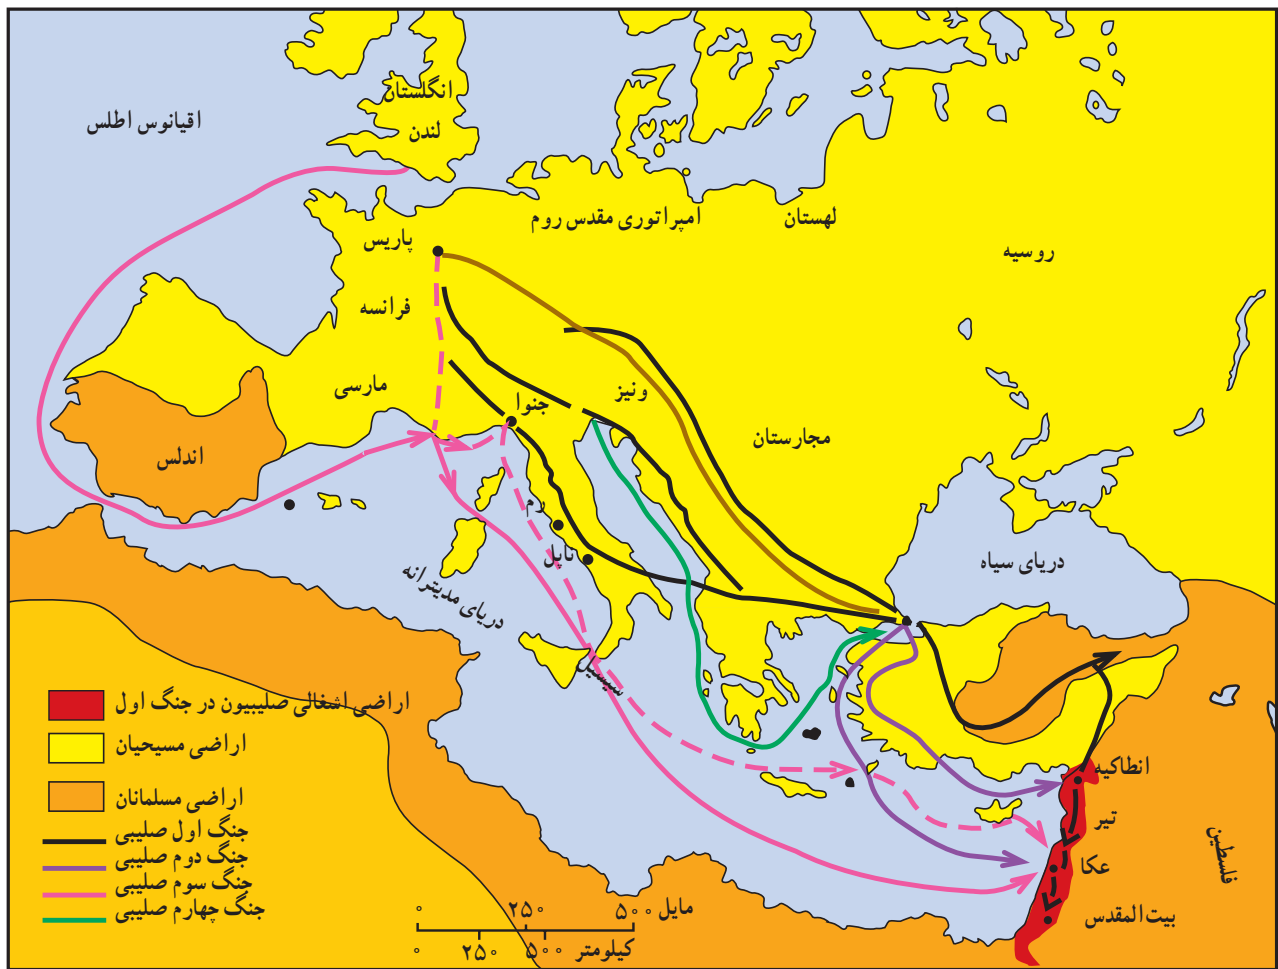 انگلستان
لندن
اقیانوس اطلس
امپراتوری مقدس روم
لهستان
روسیه
پاریس
فرانسه
مارسی
جنوا
ونیز
مجارستان
اندلس
رم
ناپل
دریای مدیترانه
سیسیل
دریای سیاه
انطاکیه
تیر
عکا
فلسطین
بیت المقدس
اراضی اشغالی صلیبیون در جنگ اول
اراضی مسیحیان
اراضی مسلمانان
جنگ اول صلیبی
جنگ دوم صلیبی
جنگ سوم صلیبی
جنگ چهارم صلیبی
۰ ۲۵۰ ۵۰۰ مایل
۰ ۲۵۰ ۵۰۰ کیلومتر